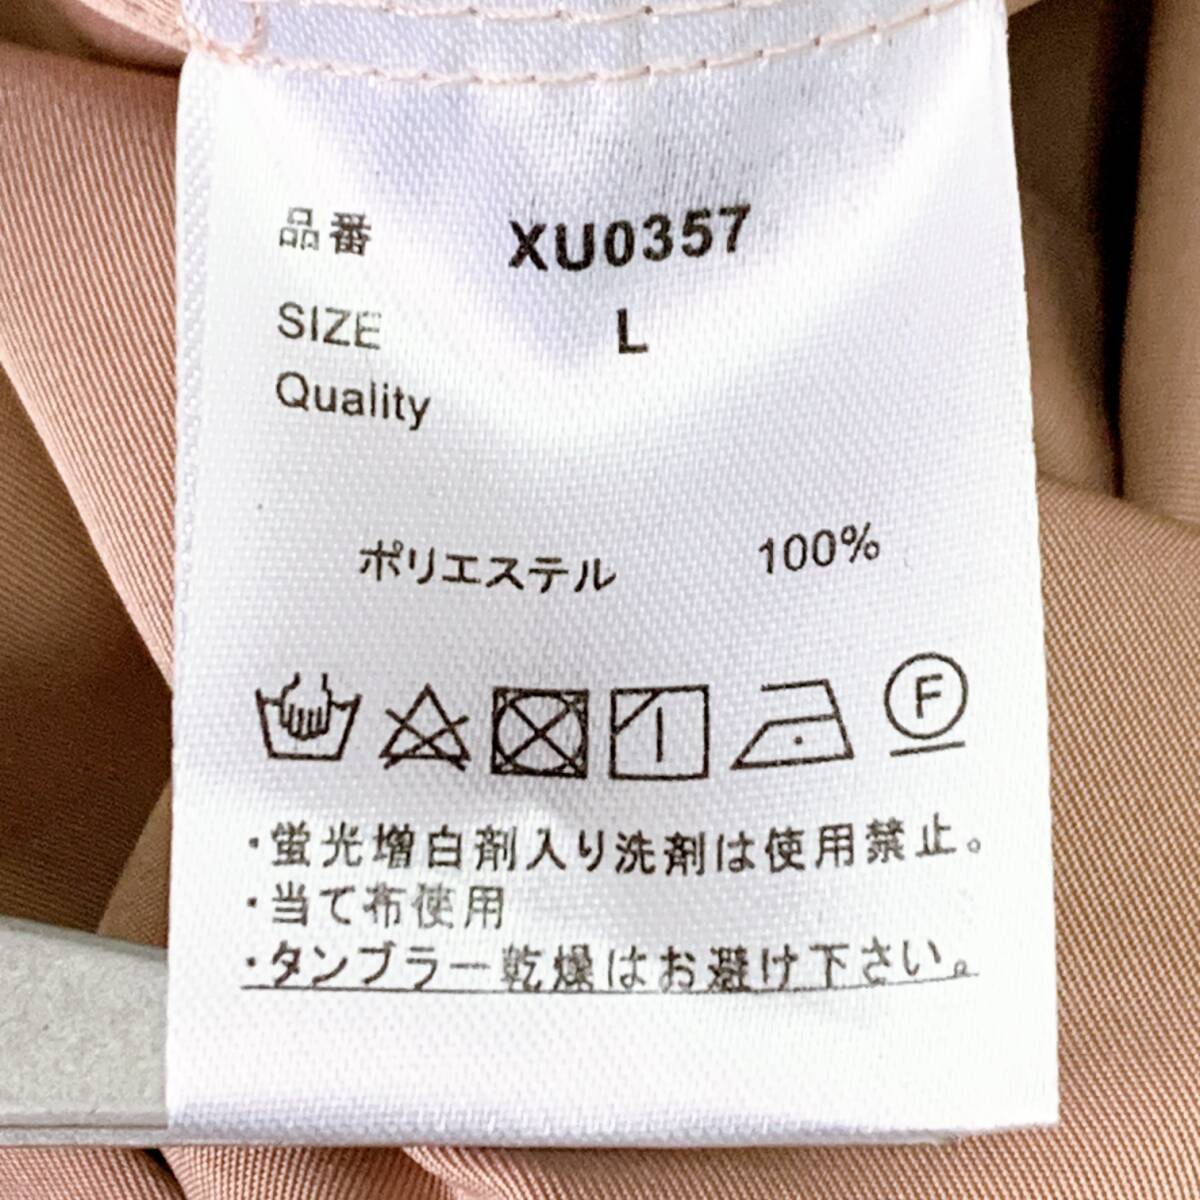 品番 XU0357
SIZE L
Quality
ポリエステル 100%
F
・蛍光増白剤入り洗剤は使用禁止。
・当て布使用
・タンブラー乾燥はお避け下さい。